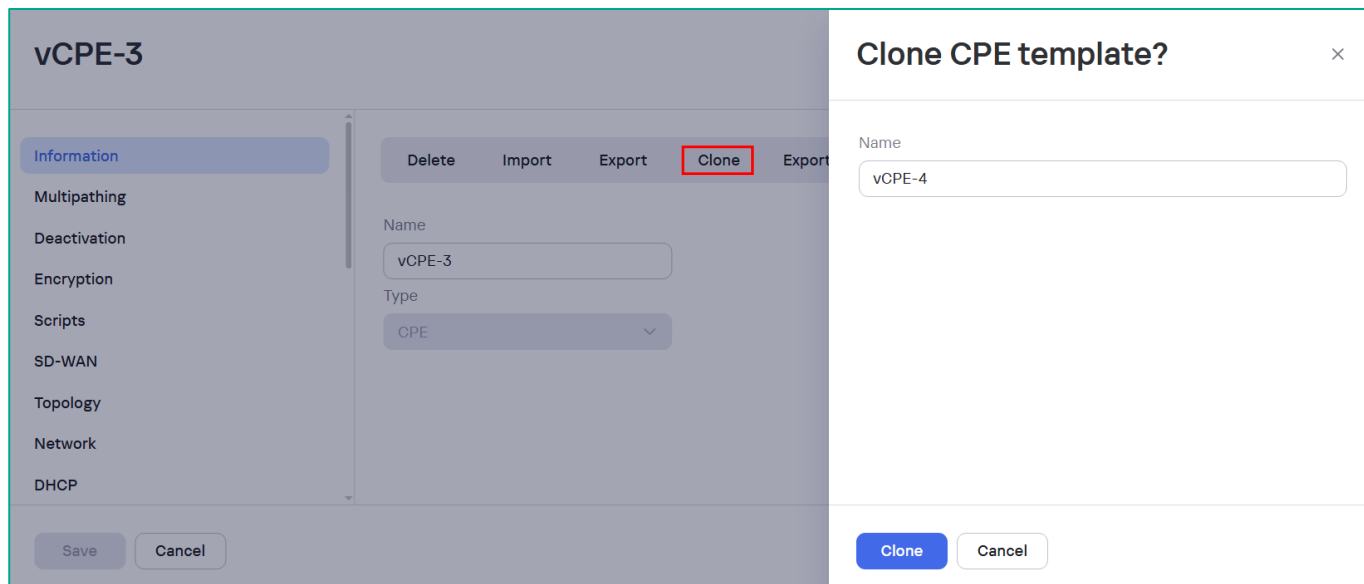 vCPE-3
Information
Multipathing
Deactivation
Encryption
Scripts
SD-WAN
Topology
Network
DHCP
Delete Import Export Clone Export
Name
vCPE-3
Type
CPE
Save Cancel
Clone CPE template?
Name
vCPE-4
Clone Cancel